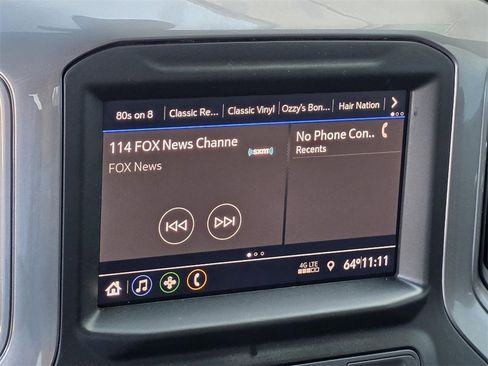 80s on 8 Classic Re... Classic Vinyl Ozzy's Bon... Hair Nation
114 FOX News Channe
FOX News
((SXM))
No Phone Con..
Recents
4G LTE
64° 11:11